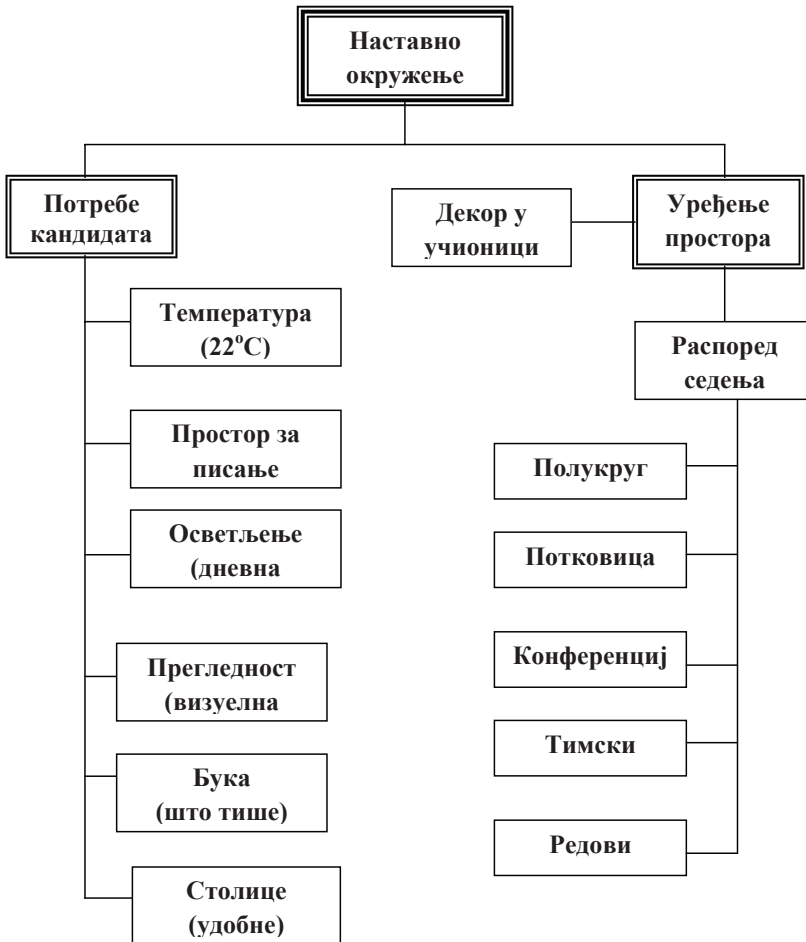 Наставно
окружење
Потребе
кандидата
Декор у
учионици
Уређење
простора
Температура
(22°C)
Простор за
писање
Осветљење
(дневна
Прегледност
(визуелна
Бука
(што тише)
Столице
(удобне)
Распоред
седења
Полукруг
Потковица
Конференциј
Тимски
Редови